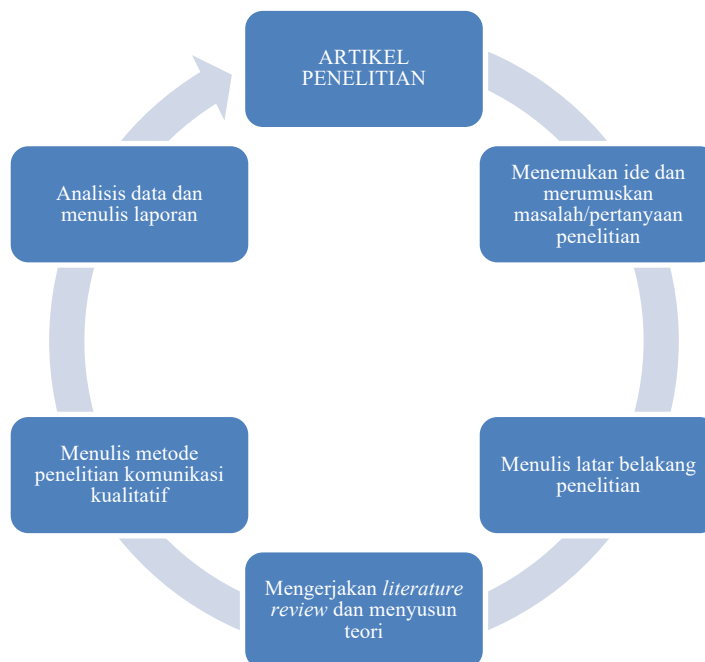 ARTIKEL
PENELITIAN
Menemukan ide dan
merumuskan
masalah/pertanyaan
penelitian
Menulis latar belakang
penelitian
Mengerjakan literature
review dan menyusun
teori
Menulis metode
penelitian komunikasi
kualitatif
Analisis data dan
menulis laporan